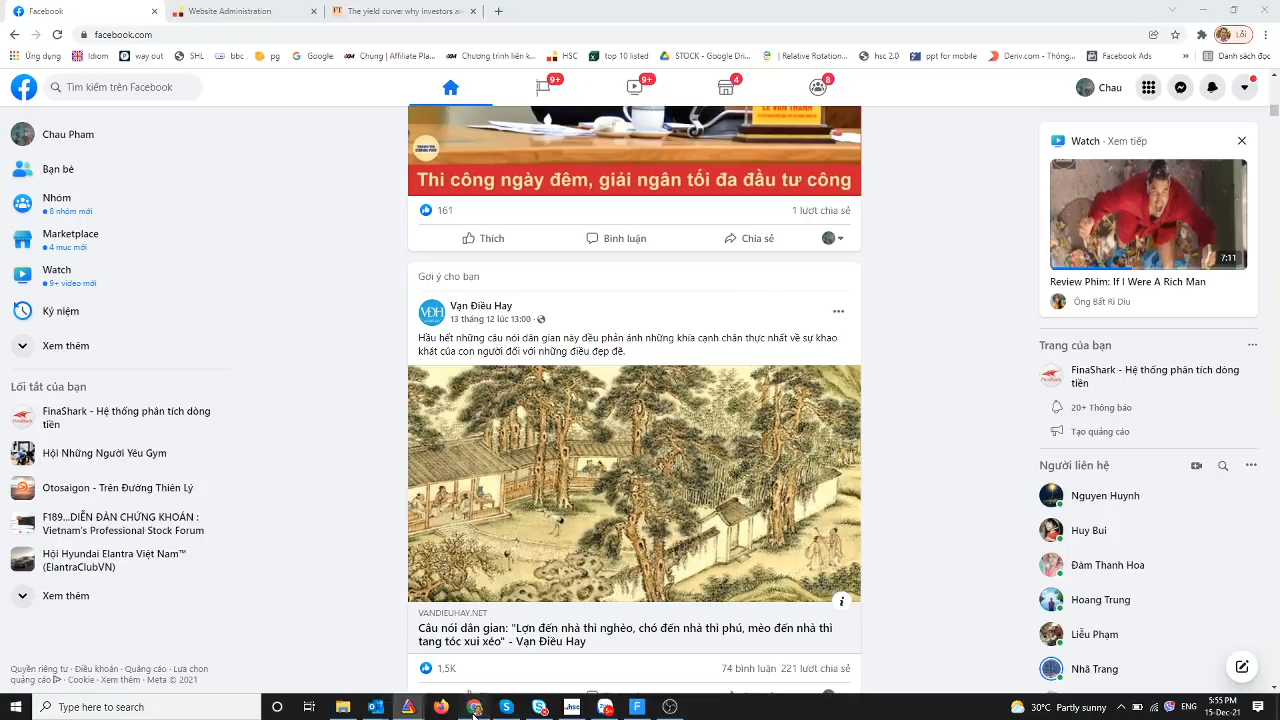 Facebook
Website Administration
FT The yield curve: why investors a
facebook.com
Lỗi
Ứng dụng
Idiom
way out
SHL
bbc
pg
Google
Chung | Affiliate Pla...
Chương trình liên k...
HSC
top 10 listed
STOCK - Google Dri...
| Relative Rotation...
hsc 2.0
ppt for mobile
Deriv.com - Thông...
Facebook Ads
»
Danh sách đọc
Tìm kiếm trên Facebook
9+
9+
4
8
Chau
Chau Pham
Bạn bè
Nhóm
8 nhóm mới
Marketplace
4 mục mới
Watch
9+ video mới
Kỷ niệm
Xem thêm
Lối tắt của bạn
FinaShark - Hệ thống phân tích dòng
tiền
Hội Những Người Yêu Gym
Otosaigon - Trên Đường Thiên Lý
F189...DIỄN ĐÀN CHỨNG KHOÁN :
Vietnam's Professional Stock Forum
Hội Hyundai Elantra Việt Nam™
(ElantraClubVN)
Xem thêm
Quyền riêng tư · Điều khoản · Quảng cáo · Lựa chọn
quảng cáo · Cookie · Xem thêm · Meta © 2021
LE VAN THANH
Thi công ngày đêm, giải ngân tối đa đầu tư công
161
1 lượt chia sẻ
Thích
Bình luận
Chia sẻ
Gợi ý cho bạn
VĐH
Vạn Điều Hay
13 tháng 12 lúc 13:00 ·
Hầu hết những câu nói dân gian này đều phản ánh những khía cạnh chân thực nhất về sự khao
khát của con người đối với những điều đẹp đẽ.
VANDIEUHAY.NET
Câu nói dân gian: "Lợn đến nhà thì nghèo, chó đến nhà thì phú, mèo đến nhà thì
tang tóc xui xẻo" - Vạn Điều Hay
1,5K
74 bình luận 221 lượt chia sẻ
Watch · Xem tiếp
7:11
Review Phim: If I Were A Rich Man
Ông Bất Rì Diu
Trang của bạn
FinaShark - Hệ thống phân tích dòng
tiền
20+ Thông báo
Tạo quảng cáo
Người liên hệ
Nguyen Huynh
Huy Bui
Đàm Thanh Hoa
Hoang Trung
Liễu Phạm
Nhã Trang
Type here to search
30°C Partly sunny
ENG
5:55 PM
15-Dec-21